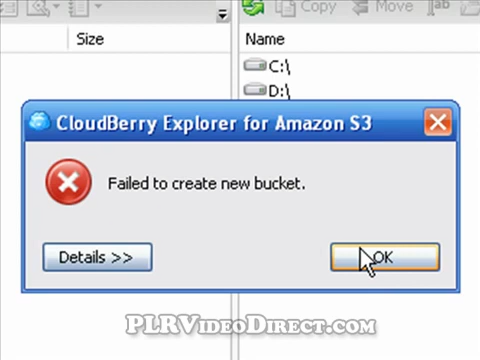 Copy Move
Size
Name
C:\
D:\
CloudBerry Explorer for Amazon S3
Failed to create new bucket.
Details >>
OK
PLRVideoDirect.com